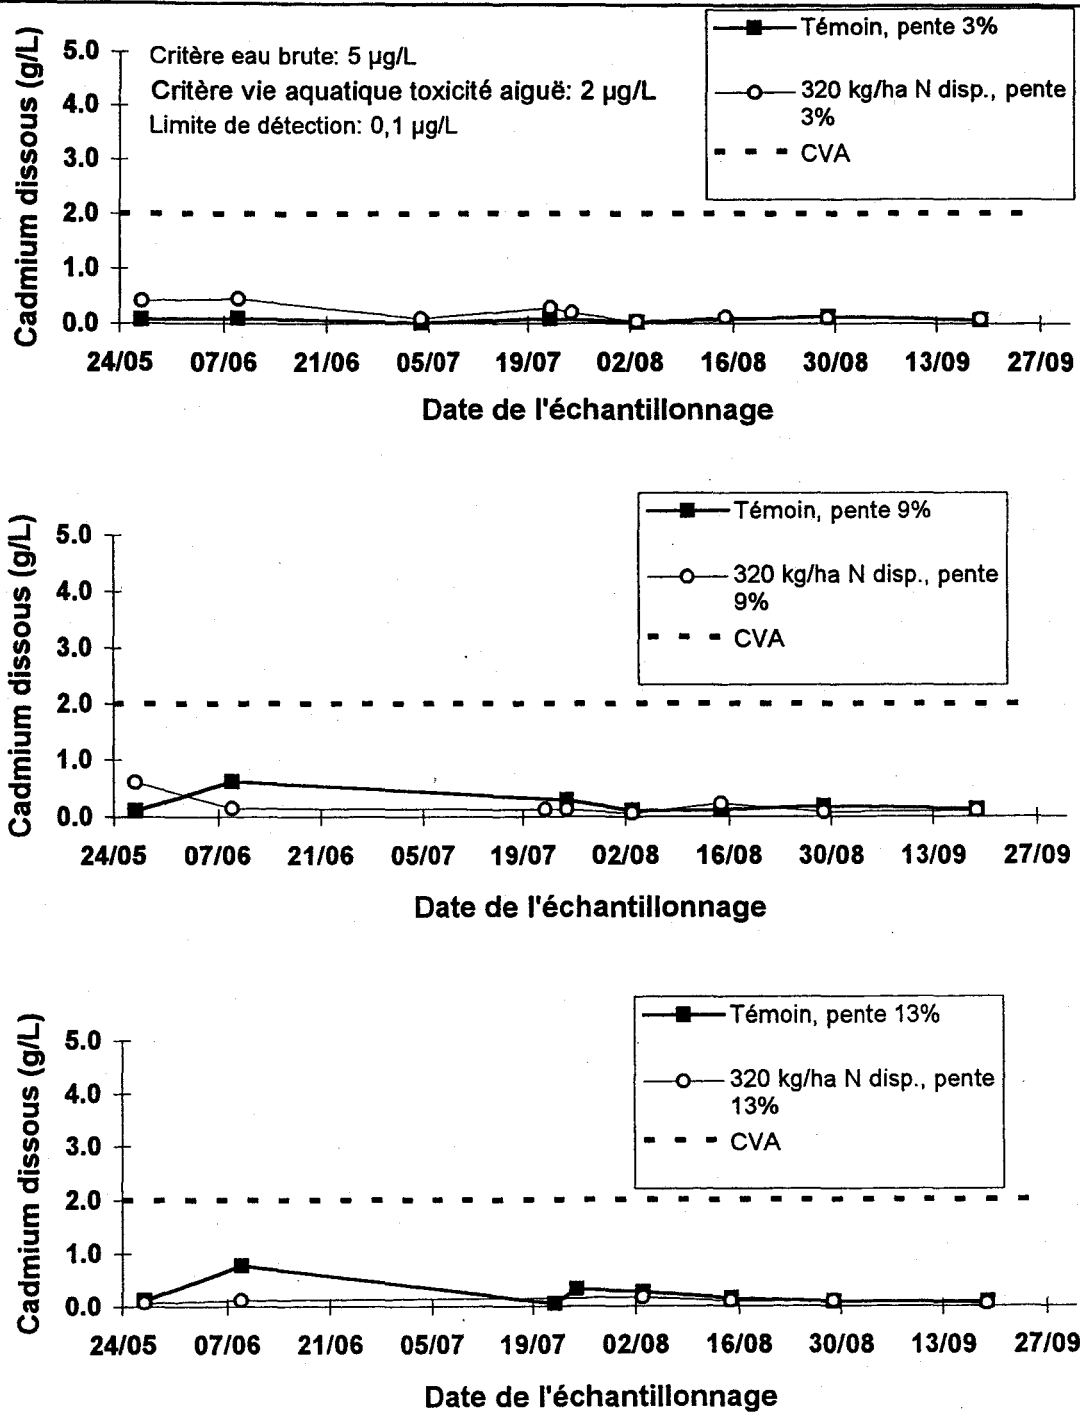 Cadmium dissous (g/L)
5.0
4.0
3.0
2.0
1.0
0.0
Critère eau brute: 5 µg/L
Critère vie aquatique toxicité aiguë: 2 µg/L
Limite de détection: 0,1 µg/L
Témoin, pente 3%
320 kg/ha N disp., pente
3%
CVA
24/05 07/06 21/06 05/07 19/07 02/08 16/08 30/08 13/09 27/09
Date de l'échantillonnage
Cadmium dissous (g/L)
5.0
4.0
3.0
2.0
1.0
0.0
Témoin, pente 9%
320 kg/ha N disp., pente
9%
CVA
24/05 07/06 21/06 05/07 19/07 02/08 16/08 30/08 13/09 27/09
Date de l'échantillonnage
Cadmium dissous (g/L)
5.0
4.0
3.0
2.0
1.0
0.0
Témoin, pente 13%
320 kg/ha N disp., pente
13%
CVA
24/05 07/06 21/06 05/07 19/07 02/08 16/08 30/08 13/09 27/09
Date de l'échantillonnage